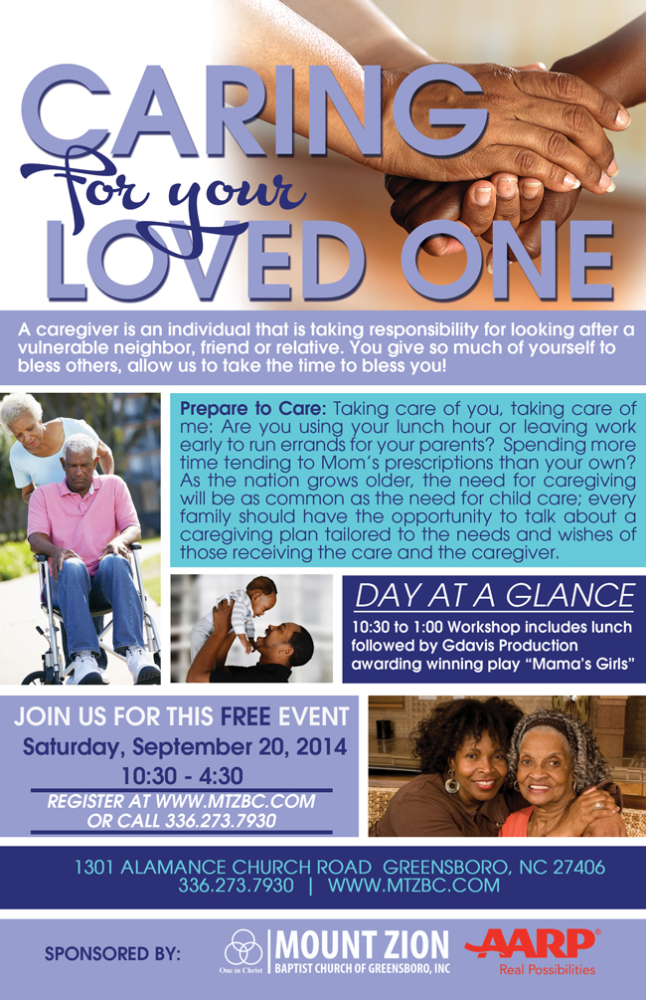 CARING
for your
LOVED ONE
A caregiver is an individual that is taking responsibility for looking after a
vulnerable neighbor, friend or relative. You give so much of yourself to
bless others, allow us to take the time to bless you!
Prepare to Care: Taking care of you, taking care of
me: Are you using your lunch hour or leaving work
early to run errands for your parents? Spending more
time tending to Mom's prescriptions than your own?
As the nation grows older, the need for caregiving
will be as common as the need for child care; every
family should have the opportunity to talk about a
caregiving plan tailored to the needs and wishes of
those receiving the care and the caregiver.
DAY AT A GLANCE
10:30 to 1:00 Workshop includes lunch
followed by Gdavis Production
awarding winning play “Mama's Girls”
JOIN US FOR THIS FREE EVENT
Saturday, September 20, 2014
10:30 - 4:30
REGISTER AT WWW.MTZBC.COM
OR CALL 336.273.7930
1301 ALAMANCE CHURCH ROAD GREENSBORO, NC 27406
336.273.7930 | WWW.MTZBC.COM
SPONSORED BY:
One in Christ
MOUNT ZION
BAPTIST CHURCH OF GREENSBORO, INC
AARP®
Real Possibilities